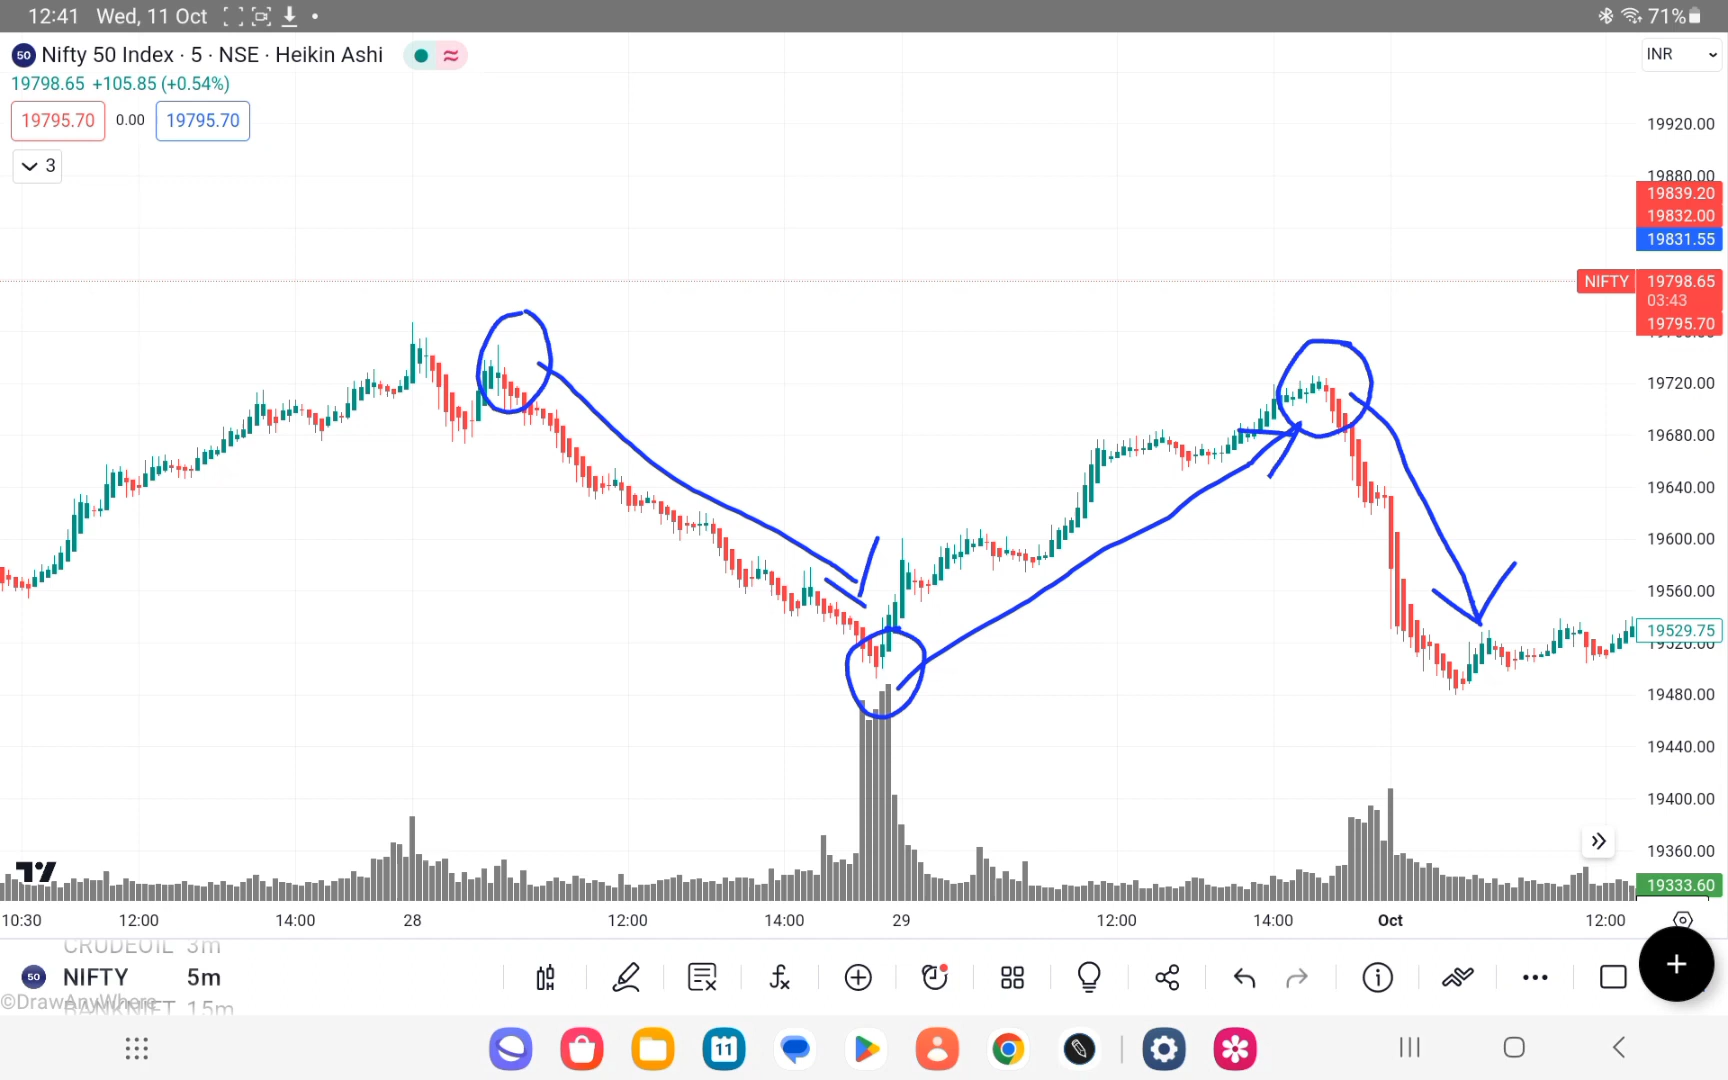 12:41 Wed, 11 Oct 71%
50 Nifty 50 Index · 5 · NSE · Heikin Ashi
INR
19798.65 +105.85 (+0.54%)
19795.70 0.00 19795.70
3
19920.00
19880.00
19839.20
19832.00
19831.55
NIFTY 19798.65
03:43
19795.70
19720.00
19680.00
19640.00
19600.00
19560.00
19529.75
19520.00
19480.00
19440.00
19400.00
19360.00
19333.60
10:30 12:00 14:00 28 12:00 14:00 29 12:00 14:00 Oct 12:00
CRUDEOIL 3m
50 NIFTY 5m
©DrawAnyWhere
BANKNIFT 15m
11